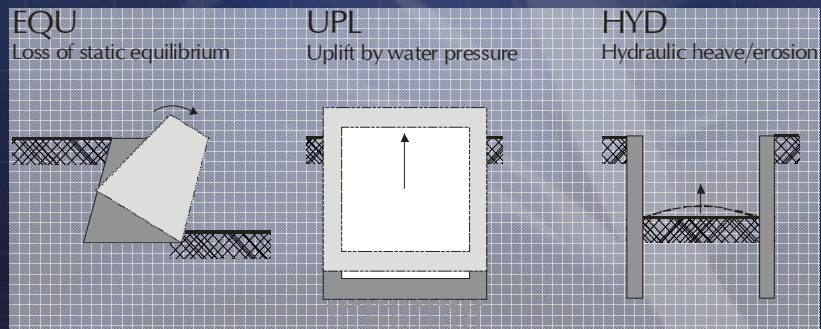 EQU
Loss of static equilibrium
UPL
Uplift by water pressure
HYD
Hydraulic heave/erosion